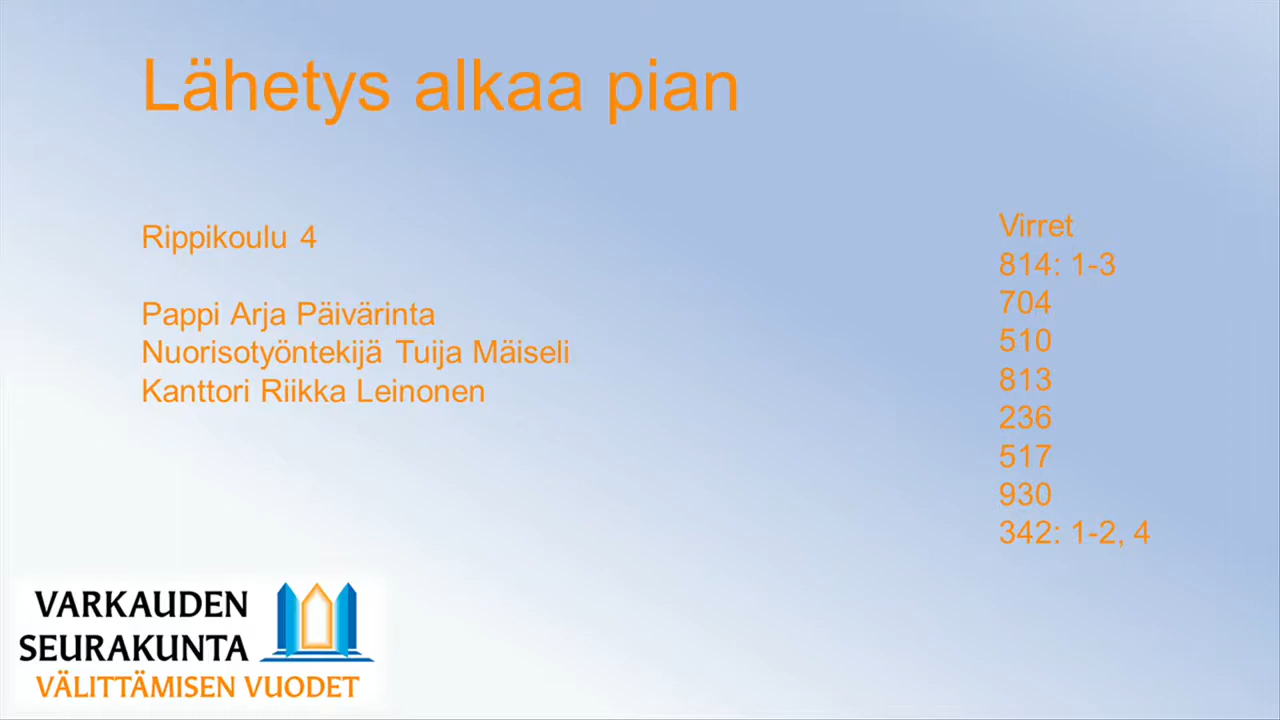 Lähetys alkaa pian
Rippikoulu 4
Pappi Arja Päivärinta
Nuorisotyöntekijä Tuija Mäiseli
Kanttori Riikka Leinonen
Virret
814: 1-3
704
510
813
236
517
930
342: 1-2, 4
VARKAUDEN
SEURAKUNTA
VÄLITTÄMISEN VUODET